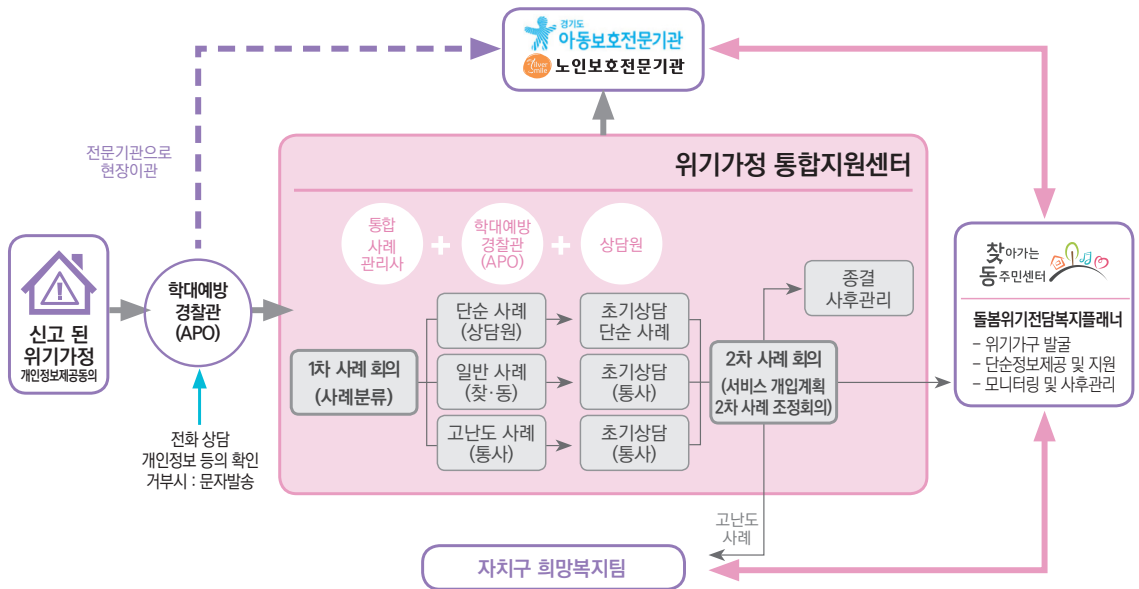 경기도
아동보호전문기관
Silver
Smile
노인보호전문기관
전문기관으로
현장이관
위기가정 통합지원센터
통합
사례
관리사
+
학대예방
경찰관
(APO)
+
상담원
신고 된
위기가정
개인정보제공동의
학대예방
경찰관
(APO)
전화 상담
개인정보 등의 확인
거부시 : 문자발송
1차 사례 회의
(사례분류)
단순 사례
(상담원)
일반 사례
(찾·동)
고난도 사례
(통사)
초기상담
단순 사례
초기상담
(통사)
초기상담
(통사)
2차 사례 회의
(서비스 개입계획
2차 사례 조정회의)
종결
사후관리
고난도
사례
자치구 희망복지팀
찾아가는
동주민센터
돌봄위기전담복지플래너
- 위기가구 발굴
- 단순정보제공 및 지원
- 모니터링 및 사후관리